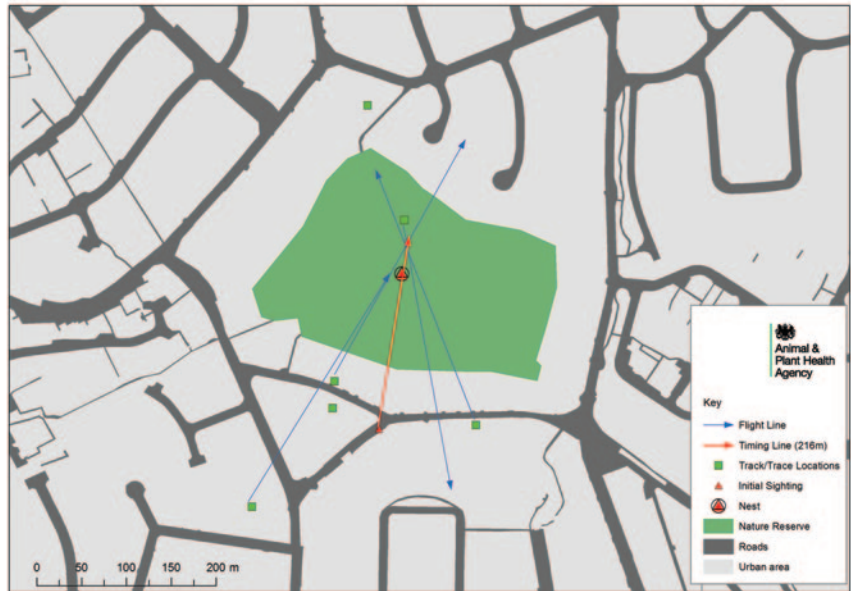 Animal &
Plant Health
Agency
Key
Flight Line
Timing Line (216m)
Track/Trace Locations
Initial Sighting
Nest
Nature Reserve
Roads
Urban area
0 50 100 150 200 m